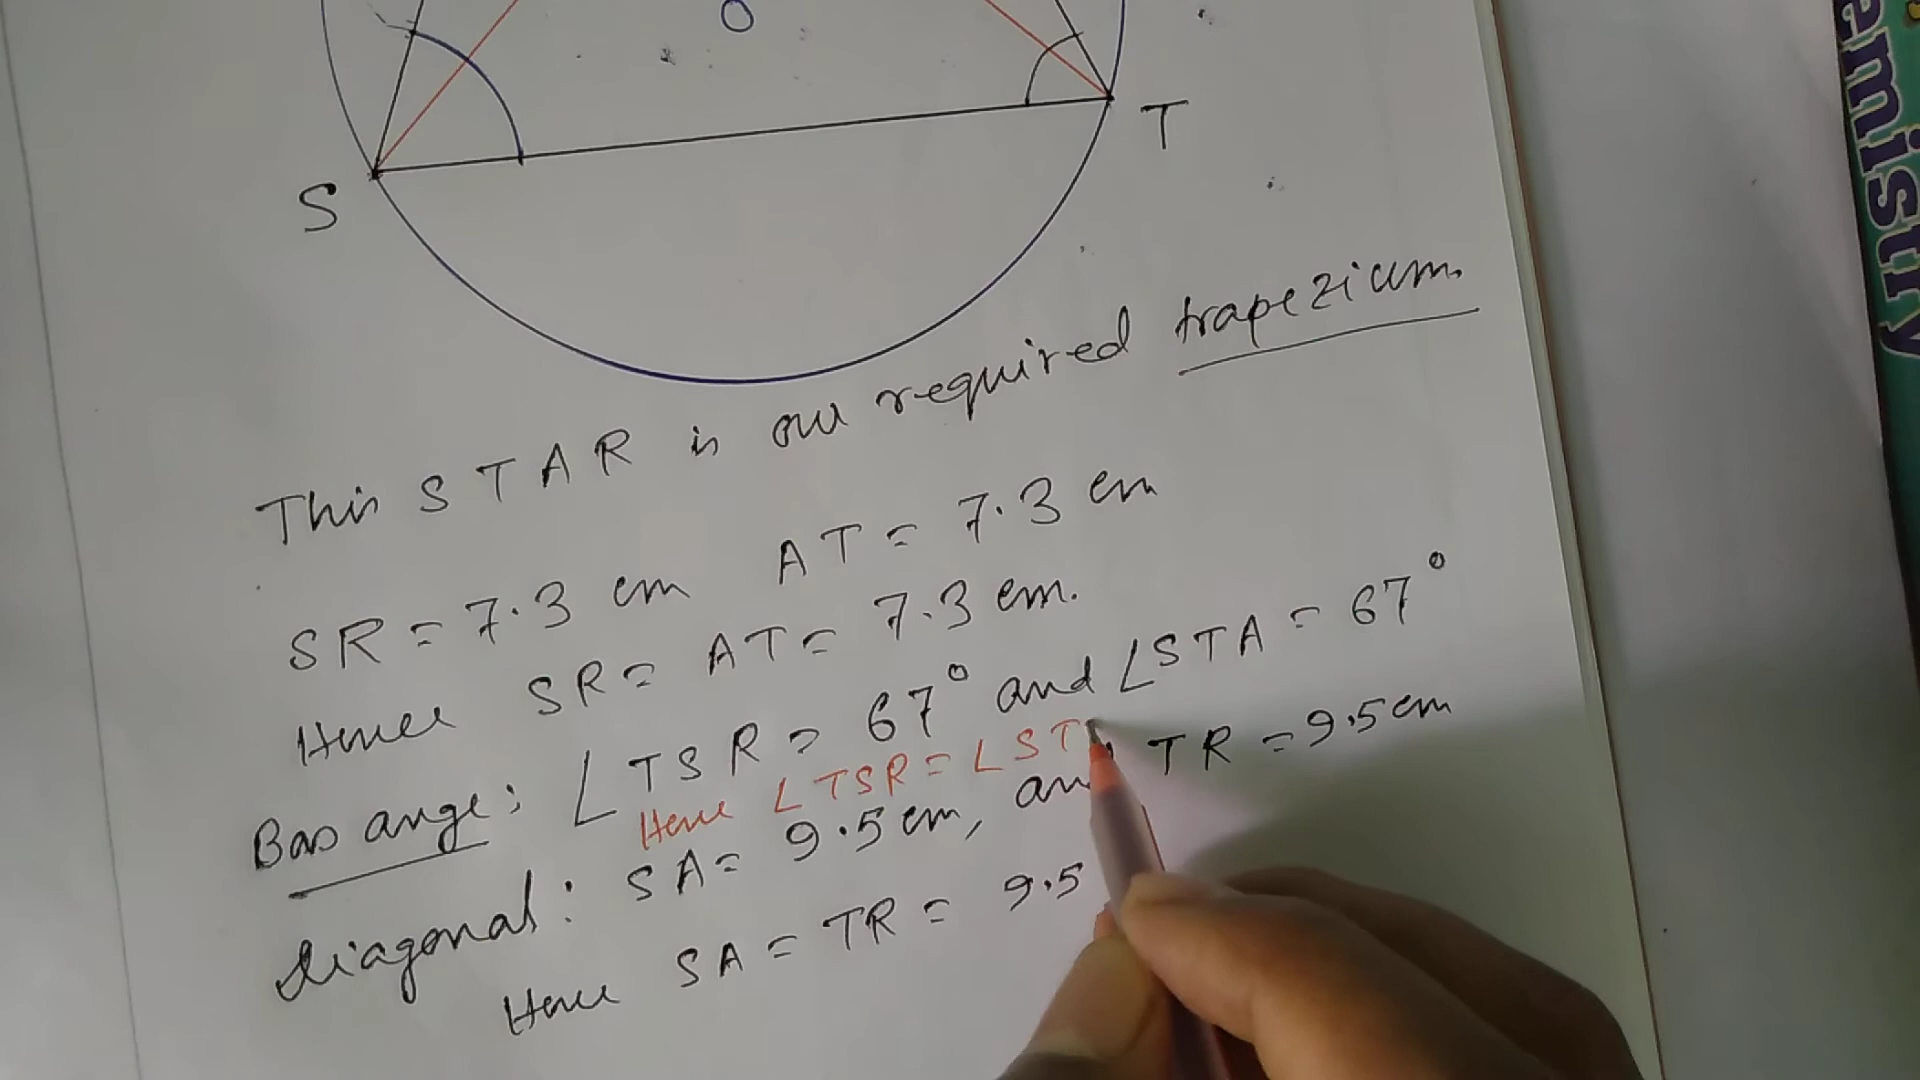 O
T
S
This STAR is our required trapezium.
SR = 7.3 cm AT = 7.3 cm
Hence SR = AT = 7.3 cm.
Bas ange: ∠TSR = 67° and ∠STA = 67°
Hence ∠TSR = ∠ST
Diagonal: SA = 9.5 cm, and TR = 9.5 cm
Hence SA = TR = 9.5
emistry